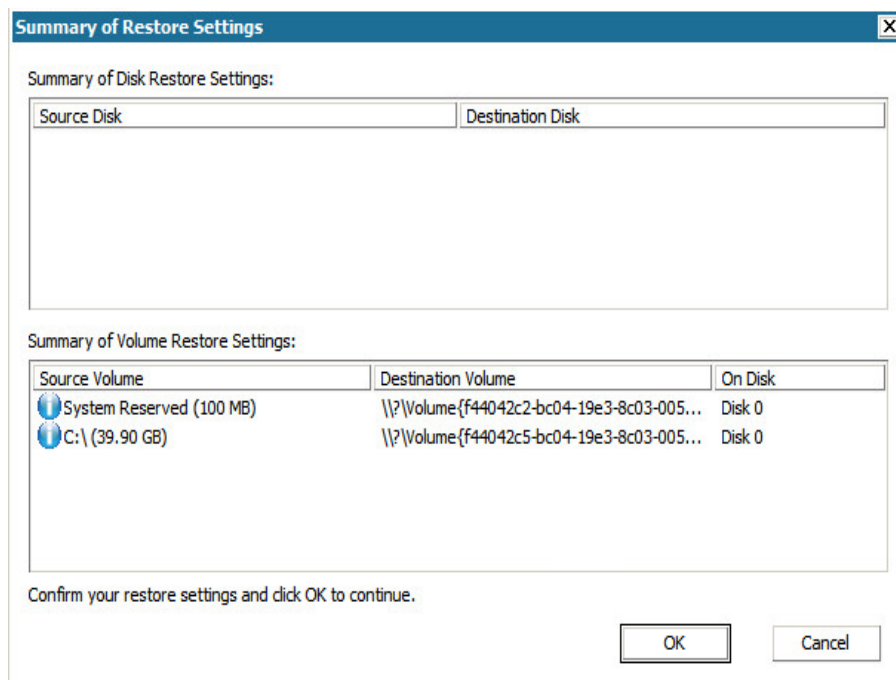 Summary of Restore Settings
Summary of Disk Restore Settings:
Source Disk Destination Disk
Summary of Volume Restore Settings:
Source Volume Destination Volume On Disk
System Reserved (100 MB) \\?\Volume{f44042c2-bc04-19e3-8c03-005... Disk 0
C:\ (39.90 GB) \\?\Volume{f44042c5-bc04-19e3-8c03-005... Disk 0
Confirm your restore settings and click OK to continue.
OK Cancel